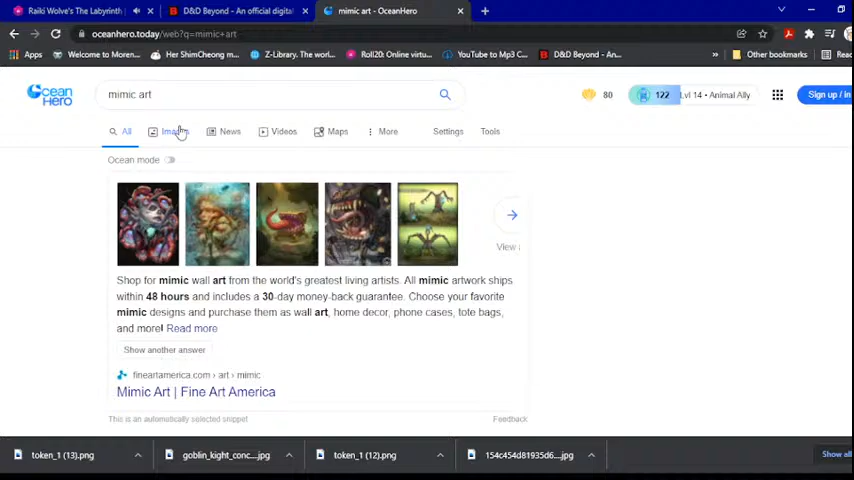 Raiki Wolve's The Labyrinth
D&D Beyond - An official digital
mimic art - OceanHero
oceanhero.today/web?q=mimic+art
Apps
Welcome to Moren...
Her ShimCheong m...
Z-Library. The worl...
Roll20: Online virtu...
YouTube to Mp3 C...
D&D Beyond - An...
»
Other bookmarks
Ocean
Hero
mimic art
80
122
Lvl 14 • Animal Ally
Sign up / in
All
News
Videos
Maps
More
Settings
Tools
Ocean mode
View
Shop for mimic wall art from the world's greatest living artists. All mimic artwork ships
within 48 hours and includes a 30-day money-back guarantee. Choose your favorite
mimic designs and purchase them as wall art, home decor, phone cases, tote bags,
and more! Read more
Show another answer
fineartamerica.com › art › mimic
Mimic Art | Fine Art America
This is an automatically selected snippet
Feedback
token_1 (13).png
goblin_kight_conc....jpg
token_1 (12).png
154c454d81935d6....jpg
Show all